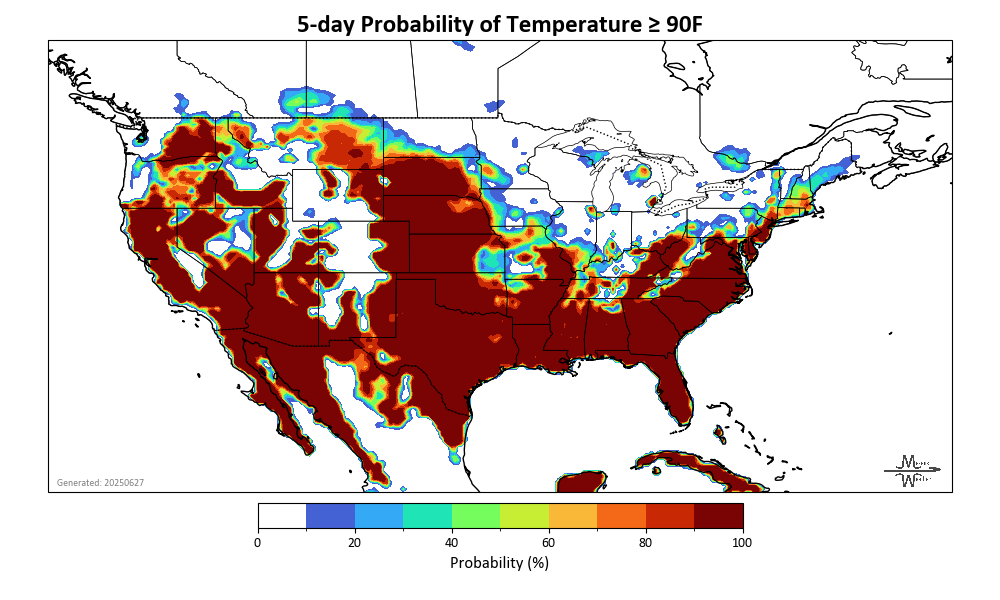 5-day Probability of Temperature ≥ 90F
Generated: 20250627
0 20 40 60 80 100
Probability (%)